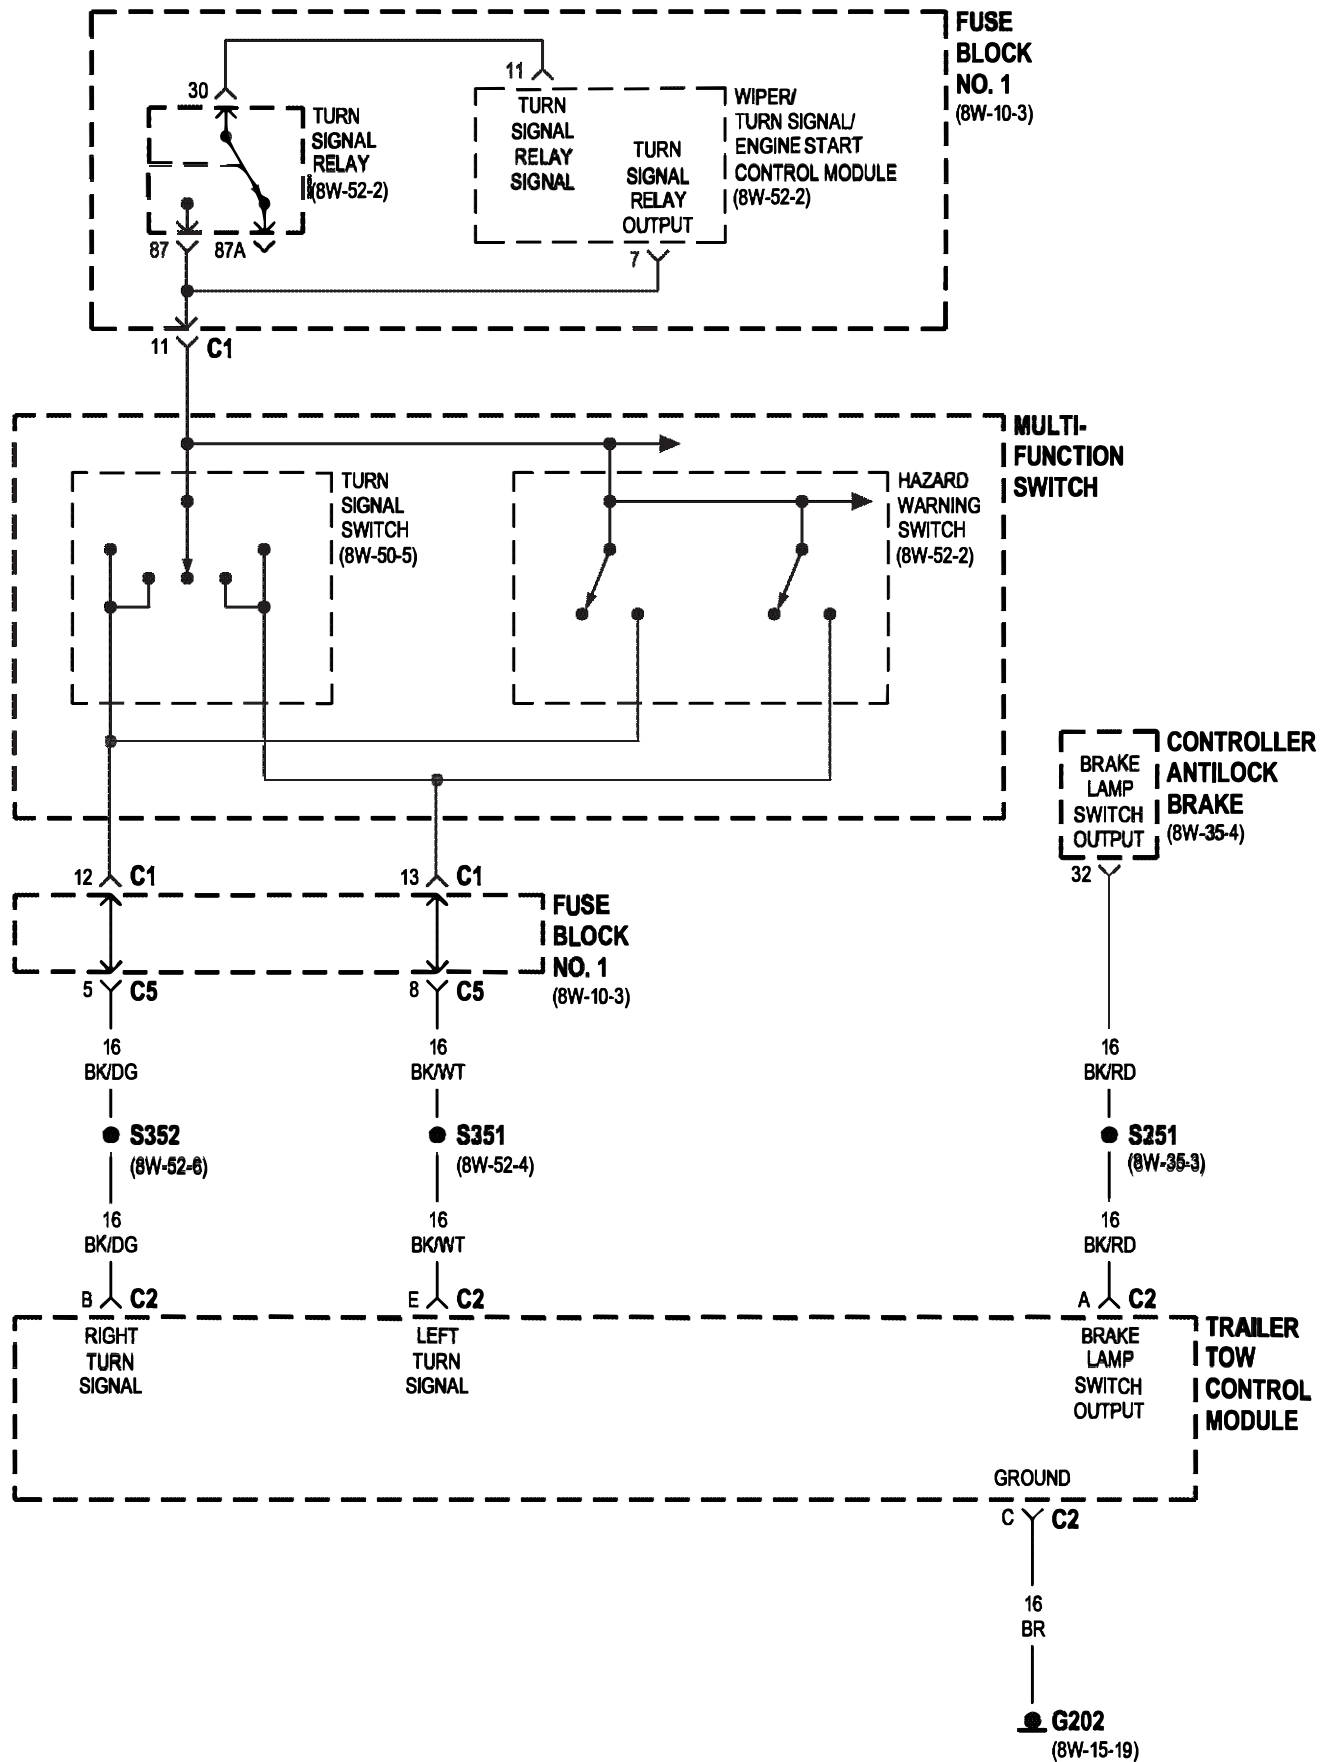 FUSE
BLOCK
NO. 1
(8W-10-3)
11
30
TURN
SIGNAL
RELAY
(8W-52-2)
TURN
SIGNAL
RELAY
SIGNAL
TURN
SIGNAL
RELAY
OUTPUT
WIPER/
TURN SIGNAL/
ENGINE START
CONTROL MODULE
(8W-52-2)
87
87A
7
11
C1
MULTI-
FUNCTION
SWITCH
TURN
SIGNAL
SWITCH
(8W-50-5)
HAZARD
WARNING
SWITCH
(8W-52-2)
CONTROLLER
ANTILOCK
BRAKE
(8W-35-4)
BRAKE
LAMP
SWITCH
OUTPUT
32
12
C1
13
C1
FUSE
BLOCK
NO. 1
(8W-10-3)
5
C5
8
C5
16
BK/DG
16
BK/WT
16
BK/RD
S352
(8W-52-6)
S351
(8W-52-4)
S251
(8W-35-3)
16
BK/DG
16
BK/WT
16
BK/RD
B
C2
E
C2
A
C2
RIGHT
TURN
SIGNAL
LEFT
TURN
SIGNAL
BRAKE
LAMP
SWITCH
OUTPUT
TRAILER
TOW
CONTROL
MODULE
GROUND
C
C2
16
BR
G202
(8W-15-19)